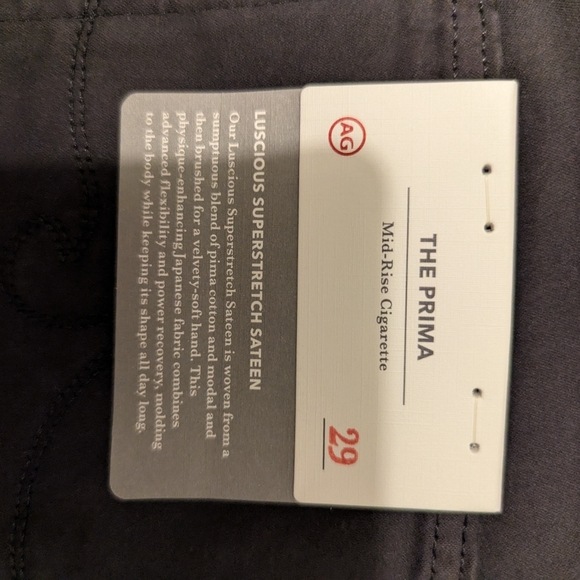 AG
THE PRIMA
Mid-Rise Cigarette
29
LUSCIOUS SUPERSTRETCH SATEEN
Our Luscious Superstretch Sateen is woven from a
sumptuous blend of pima cotton and modal and
then brushed for a velvety-soft hand. This
physique-enhancing Japanese fabric combines
advanced flexibility and power recovery, molding
to the body while keeping its shape all day long.